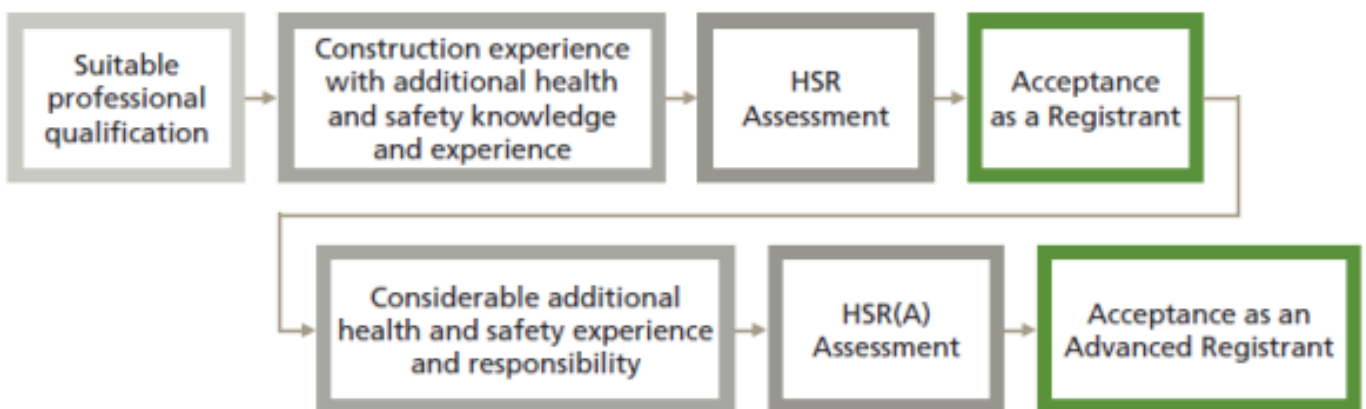 Suitable
professional
qualification
Construction experience
with additional health
and safety knowledge
and experience
HSR
Assessment
Acceptance
as a Registrant
Considerable additional
health and safety experience
and responsibility
HSR(A)
Assessment
Acceptance as an
Advanced Registrant